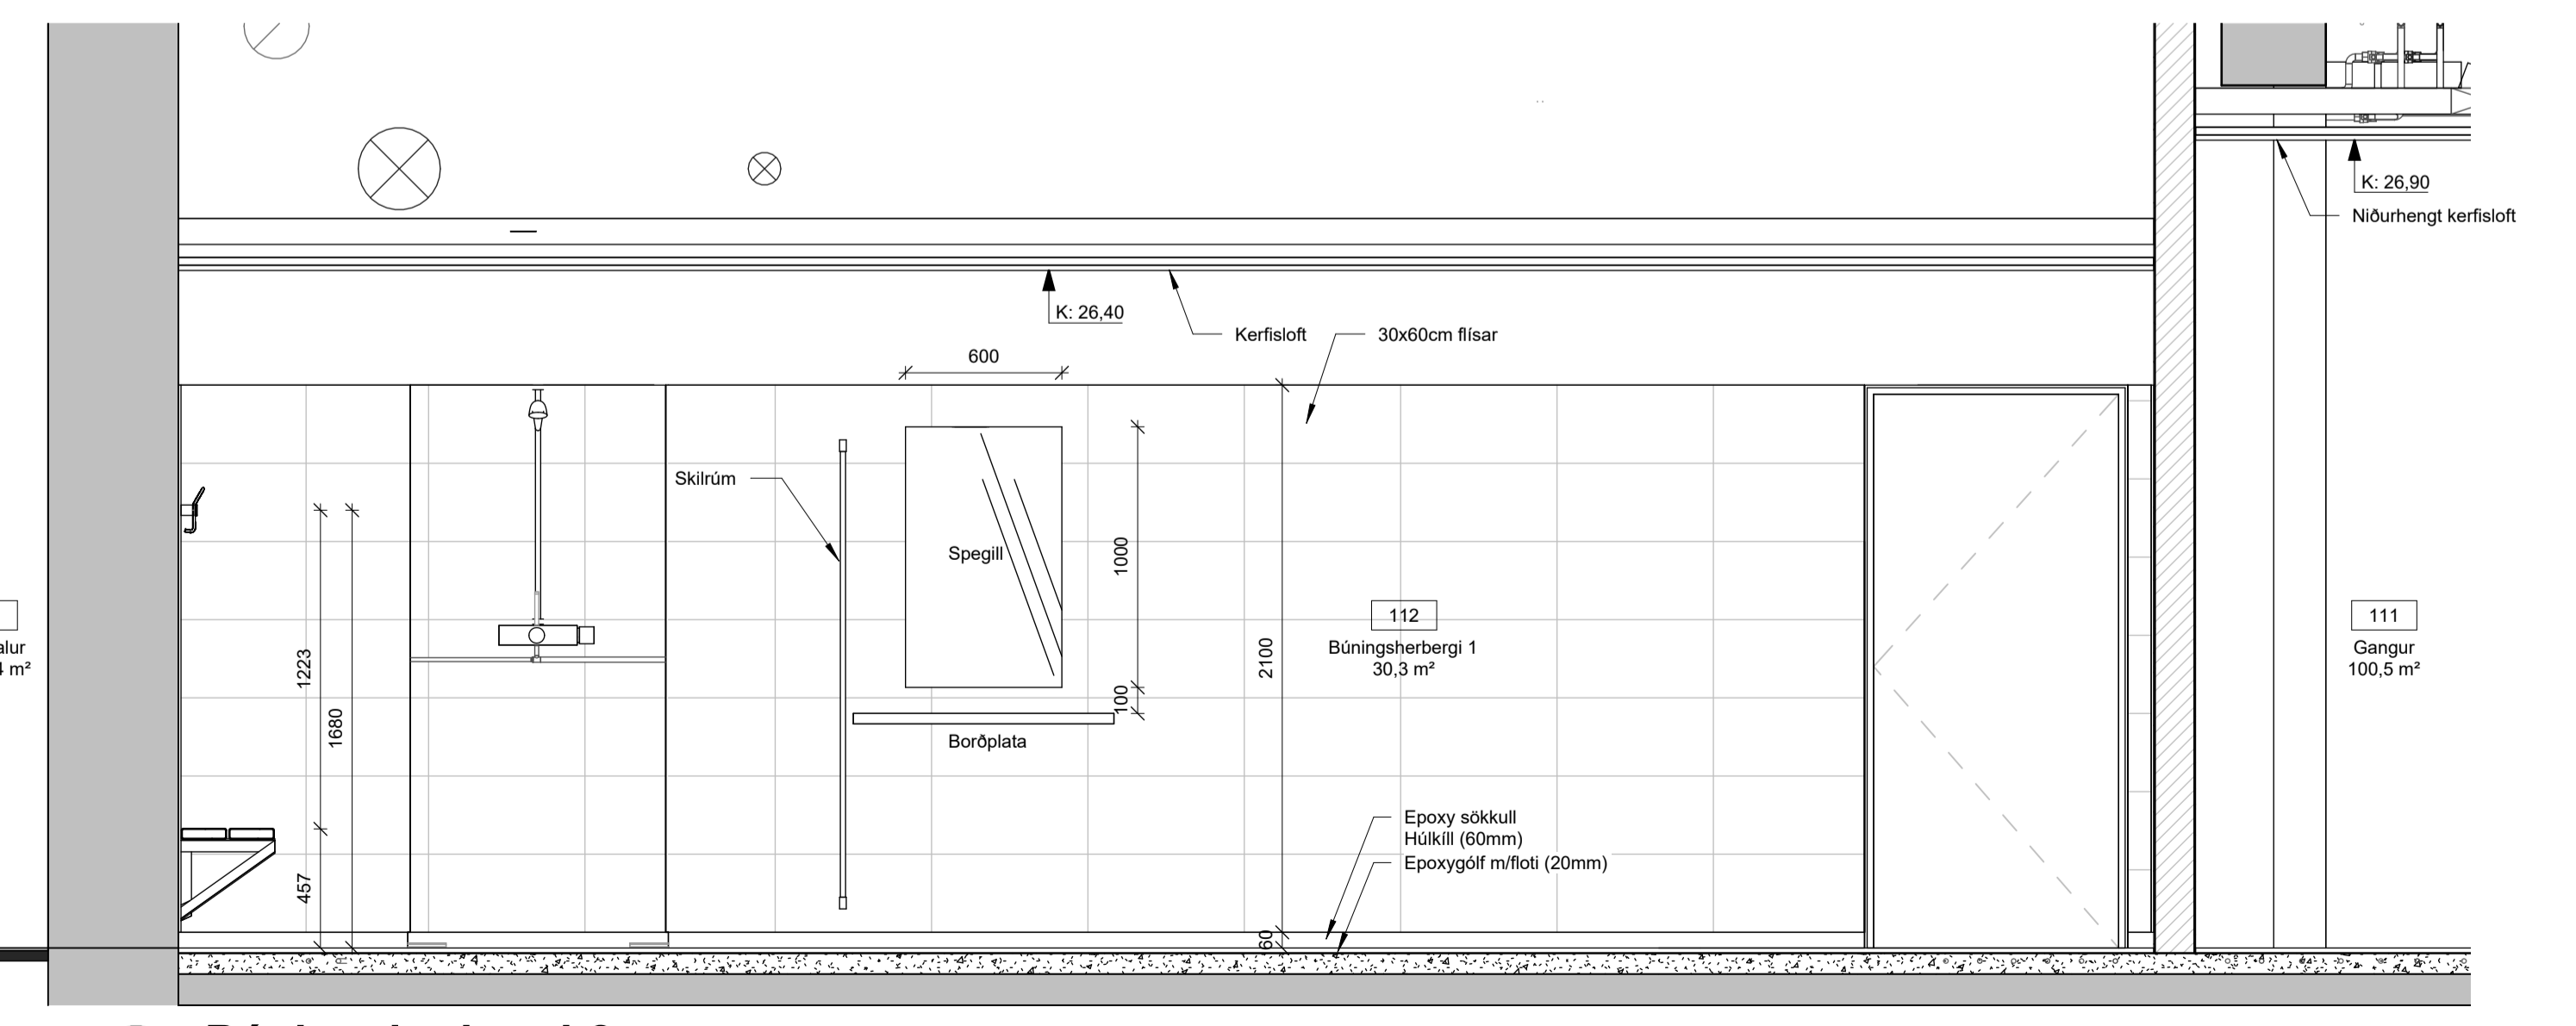 K: 26,90
Niðurhengt kerfisloft
K: 26,40
Kerfisloft
30x60cm flísar
600
Skilrúm
Spegill
1000
112
Búningsherbergi 1
30,3 m²
111
Gangur
100,5 m²
alur
m²
1223
1680
2100
100
Borðplata
Epoxy sökkull
Húlkíll (60mm)
Epoxygólf m/floti (20mm)
457
60